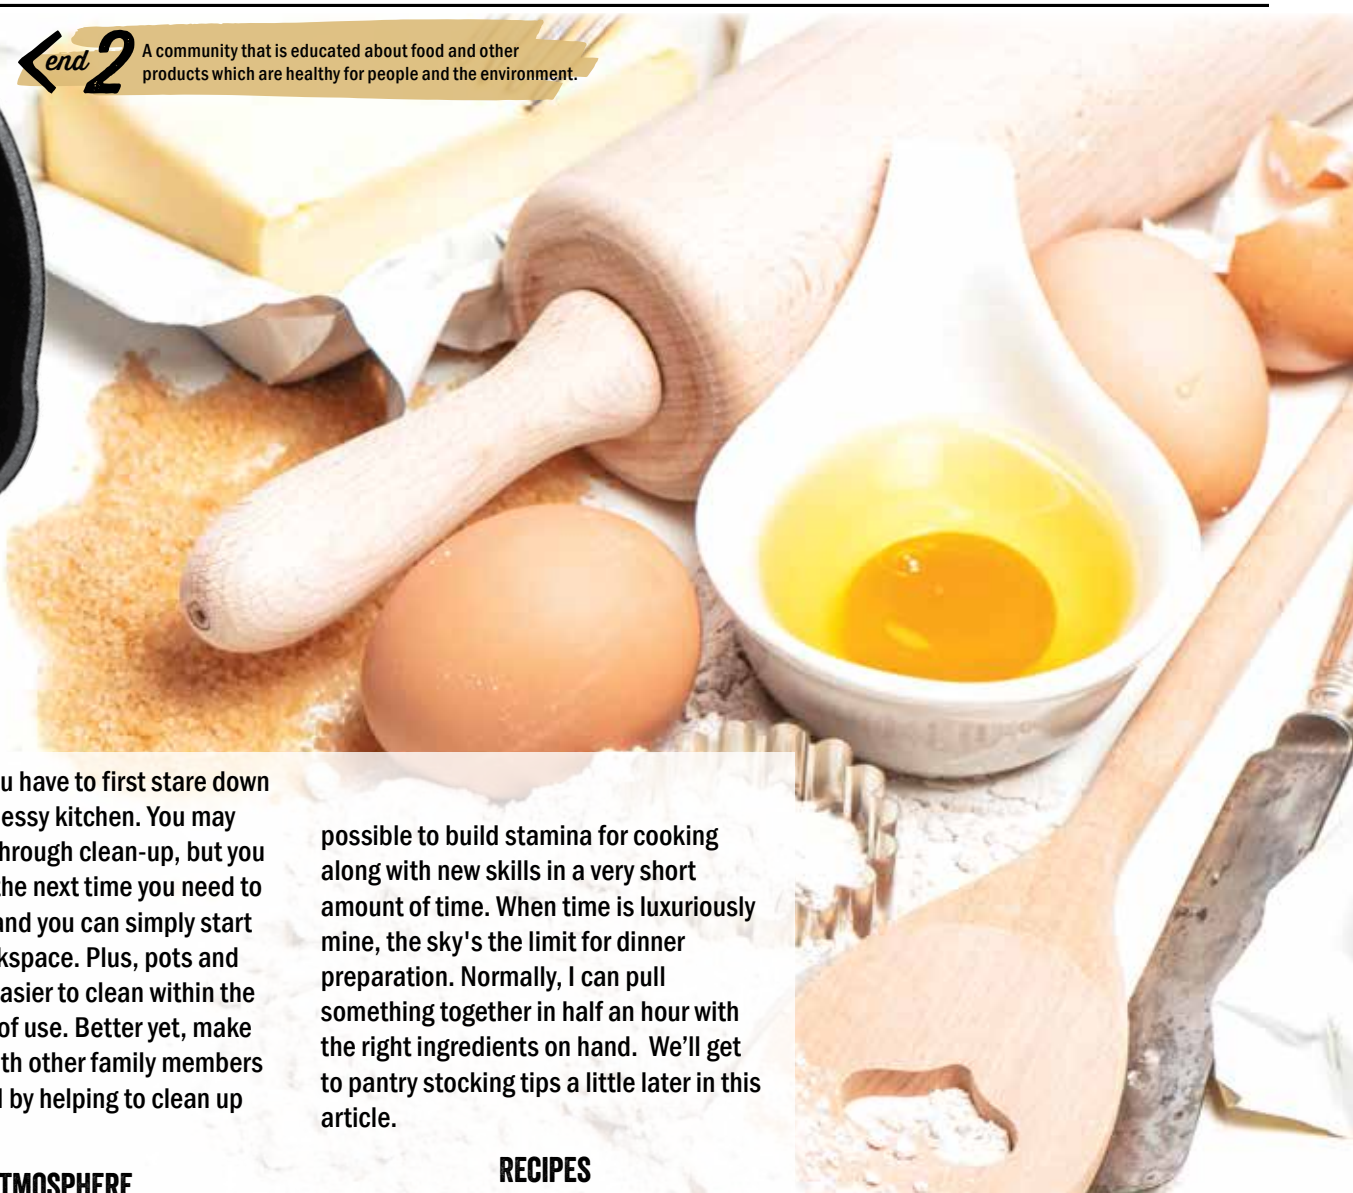 end 2
A community that is educated about food and other
products which are healthy for people and the environment.
u have to first stare down
essy kitchen. You may
hrough clean-up, but you
he next time you need to
and you can simply start
kspace. Plus, pots and
asier to clean within the
of use. Better yet, make
th other family members
l by helping to clean up
TMOSPHERE
possible to build stamina for cooking
along with new skills in a very short
amount of time. When time is luxuriously
mine, the sky's the limit for dinner
preparation. Normally, I can pull
something together in half an hour with
the right ingredients on hand.  We’ll get
to pantry stocking tips a little later in this
article.
RECIPES